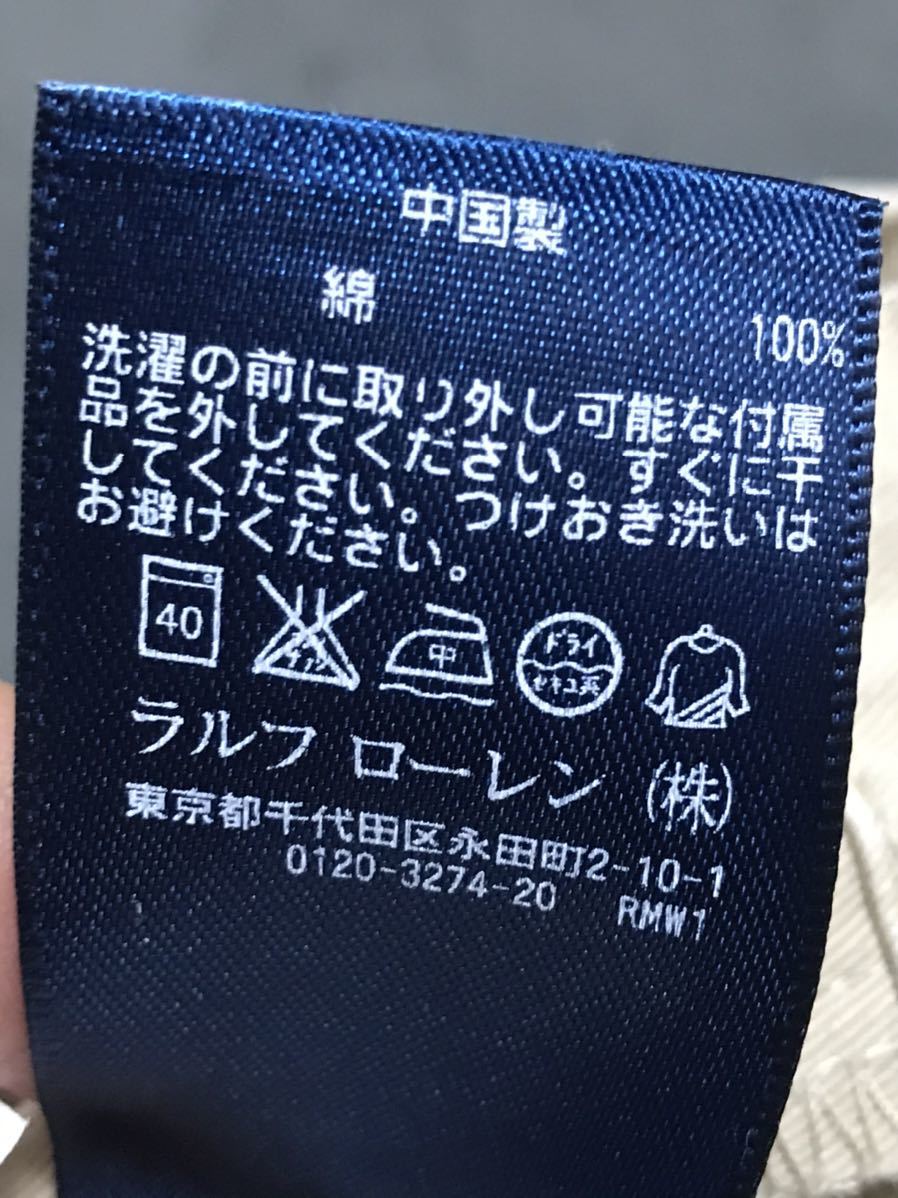 中国製
綿 100%
洗濯の前に取り外し可能な付属
品を外してください。すぐに干
してください。つけおき洗いは
お避けください。
40 中 ドライ
セキユ系
ラルフ ローレン (株)
東京都千代田区永田町2-10-1
0120-3274-20 RMW1